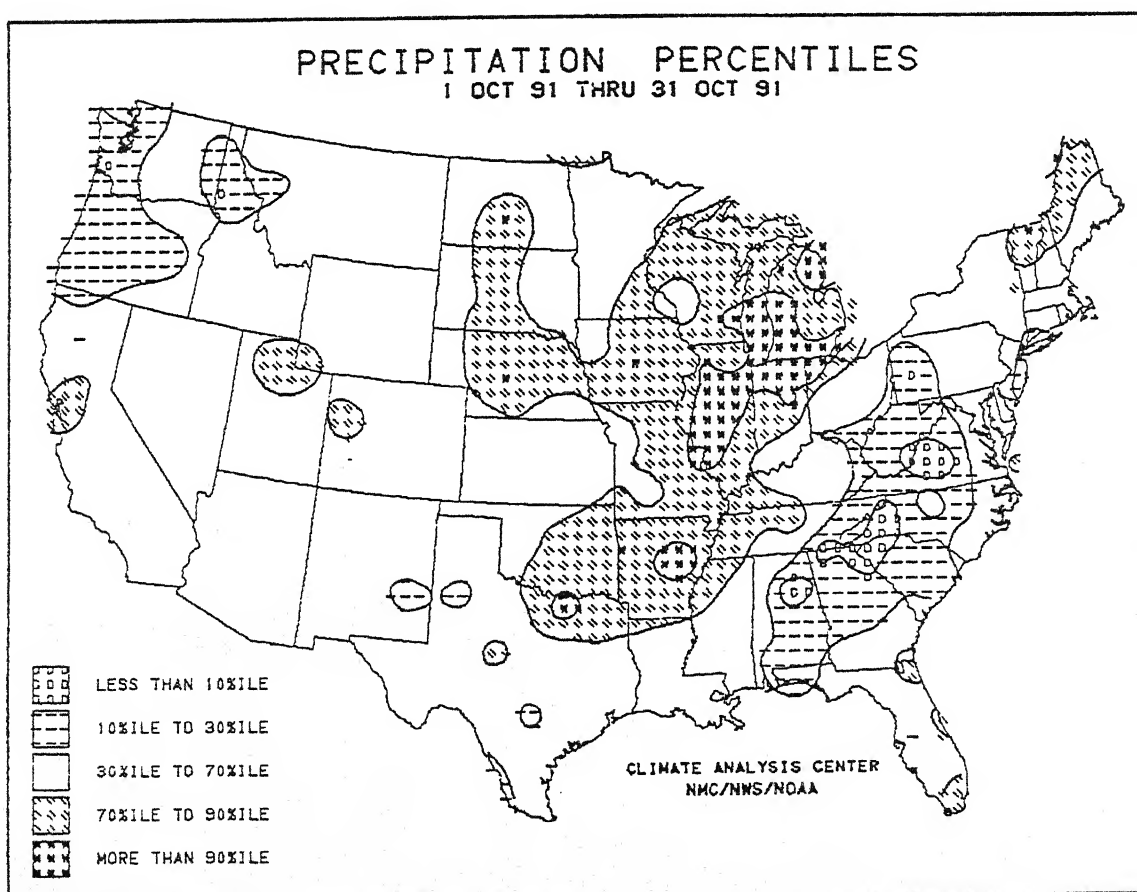 PRECIPITATION PERCENTILES
1 OCT 91 THRU 31 OCT 91
CLIMATE ANALYSIS CENTER
NMC/NWS/NOAA
LESS THAN 10%ILE
10%ILE TO 30%ILE
30%ILE TO 70%ILE
70%ILE TO 90%ILE
MORE THAN 90%ILE